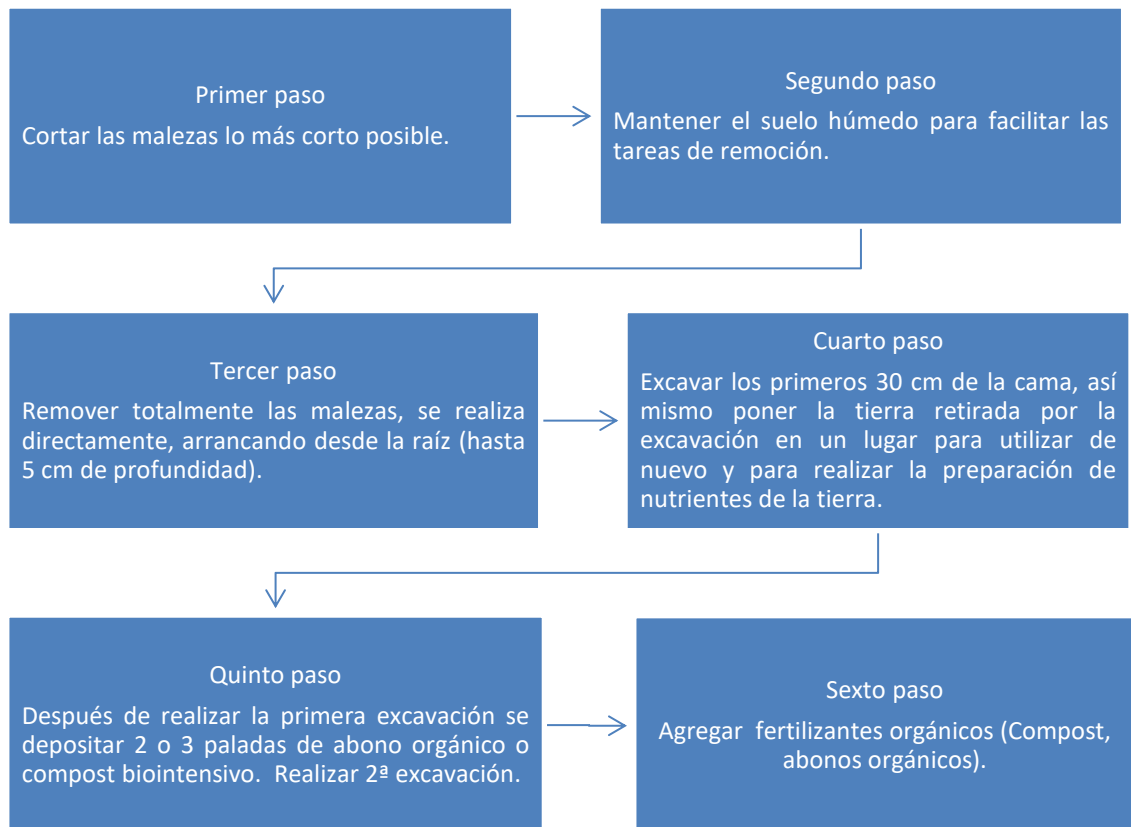 Primer paso
Cortar las malezas lo más corto posible.
Segundo paso
Mantener el suelo húmedo para facilitar las
tareas de remoción.
Tercer paso
Remover totalmente las malezas, se realiza
directamente, arrancando desde la raíz (hasta
5 cm de profundidad).
Cuarto paso
Excavar los primeros 30 cm de la cama, así
mismo poner la tierra retirada por la
excavación en un lugar para utilizar de
nuevo y para realizar la preparación de
nutrientes de la tierra.
Quinto paso
Después de realizar la primera excavación se
depositar 2 o 3 paladas de abono orgánico o
compost biointensivo. Realizar 2ª excavación.
Sexto paso
Agregar fertilizantes orgánicos (Compost,
abonos orgánicos).